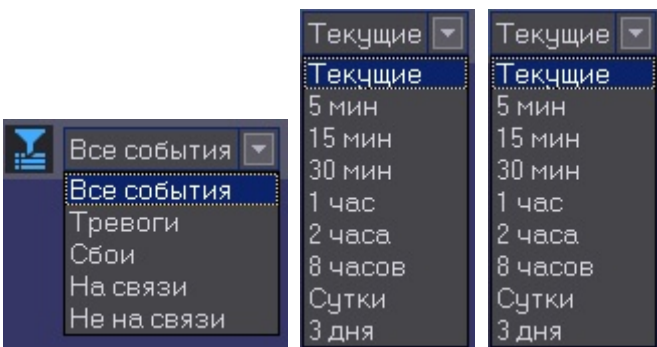 Все события
Все события
Тревоги
Сбои
На связи
Не на связи
Текущие
Текущие
5 мин
15 мин
30 мин
1 час
2 часа
8 часов
Сутки
3 дня
Текущие
Текущие
5 мин
15 мин
30 мин
1 час
2 часа
8 часов
Сутки
3 дня